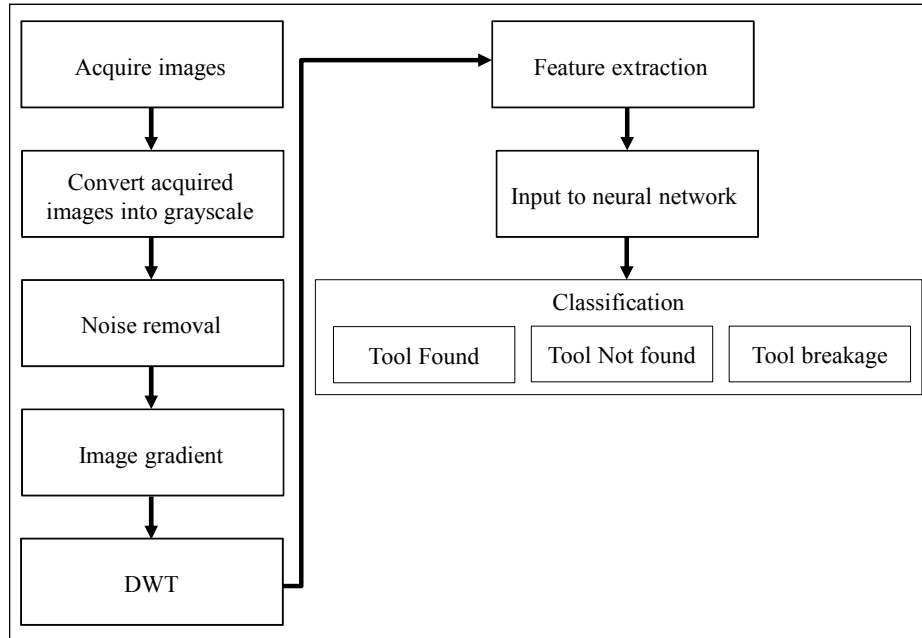 Acquire images
Convert acquired
images into grayscale
Noise removal
Image gradient
DWT
Feature extraction
Input to neural network
Classification
Tool Found
Tool Not found
Tool breakage